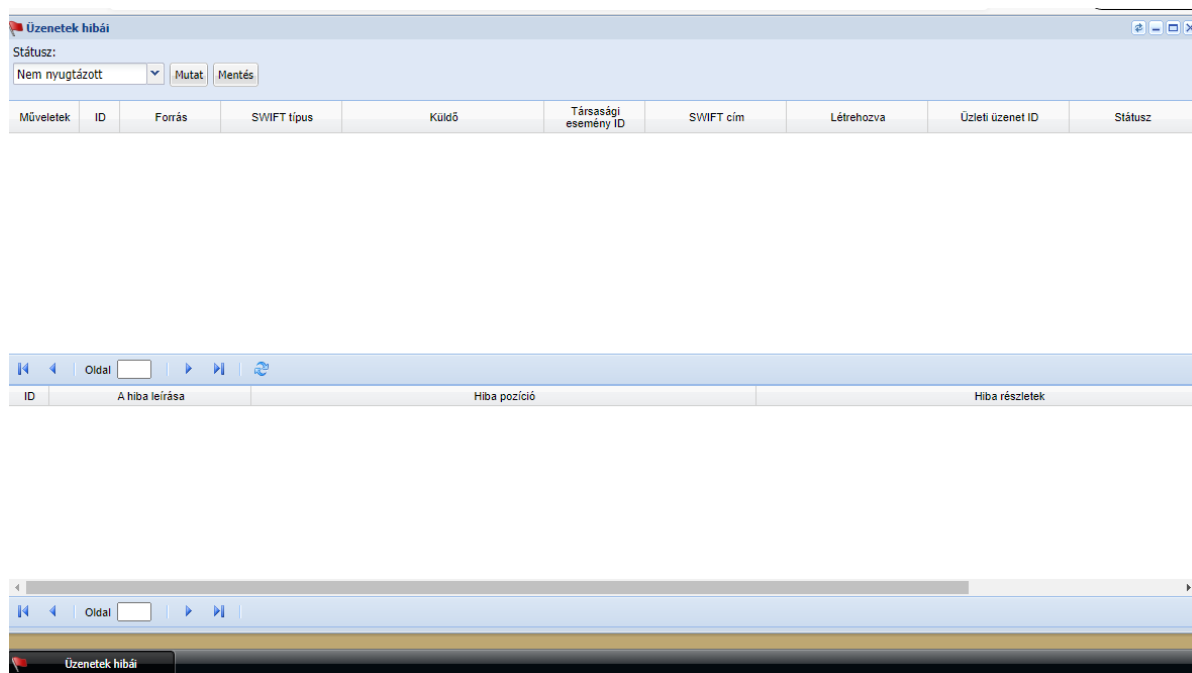 Üzenetek hibái
Státusz:
Nem nyugtázott Mutat Mentés
Műveletek ID Forrás SWIFT típus Küldő Társasági esemény ID SWIFT cím Létrehozva Üzleti üzenet ID Státusz
Oldal
ID A hiba leírása Hiba pozíció Hiba részletek
Oldal
Üzenetek hibái